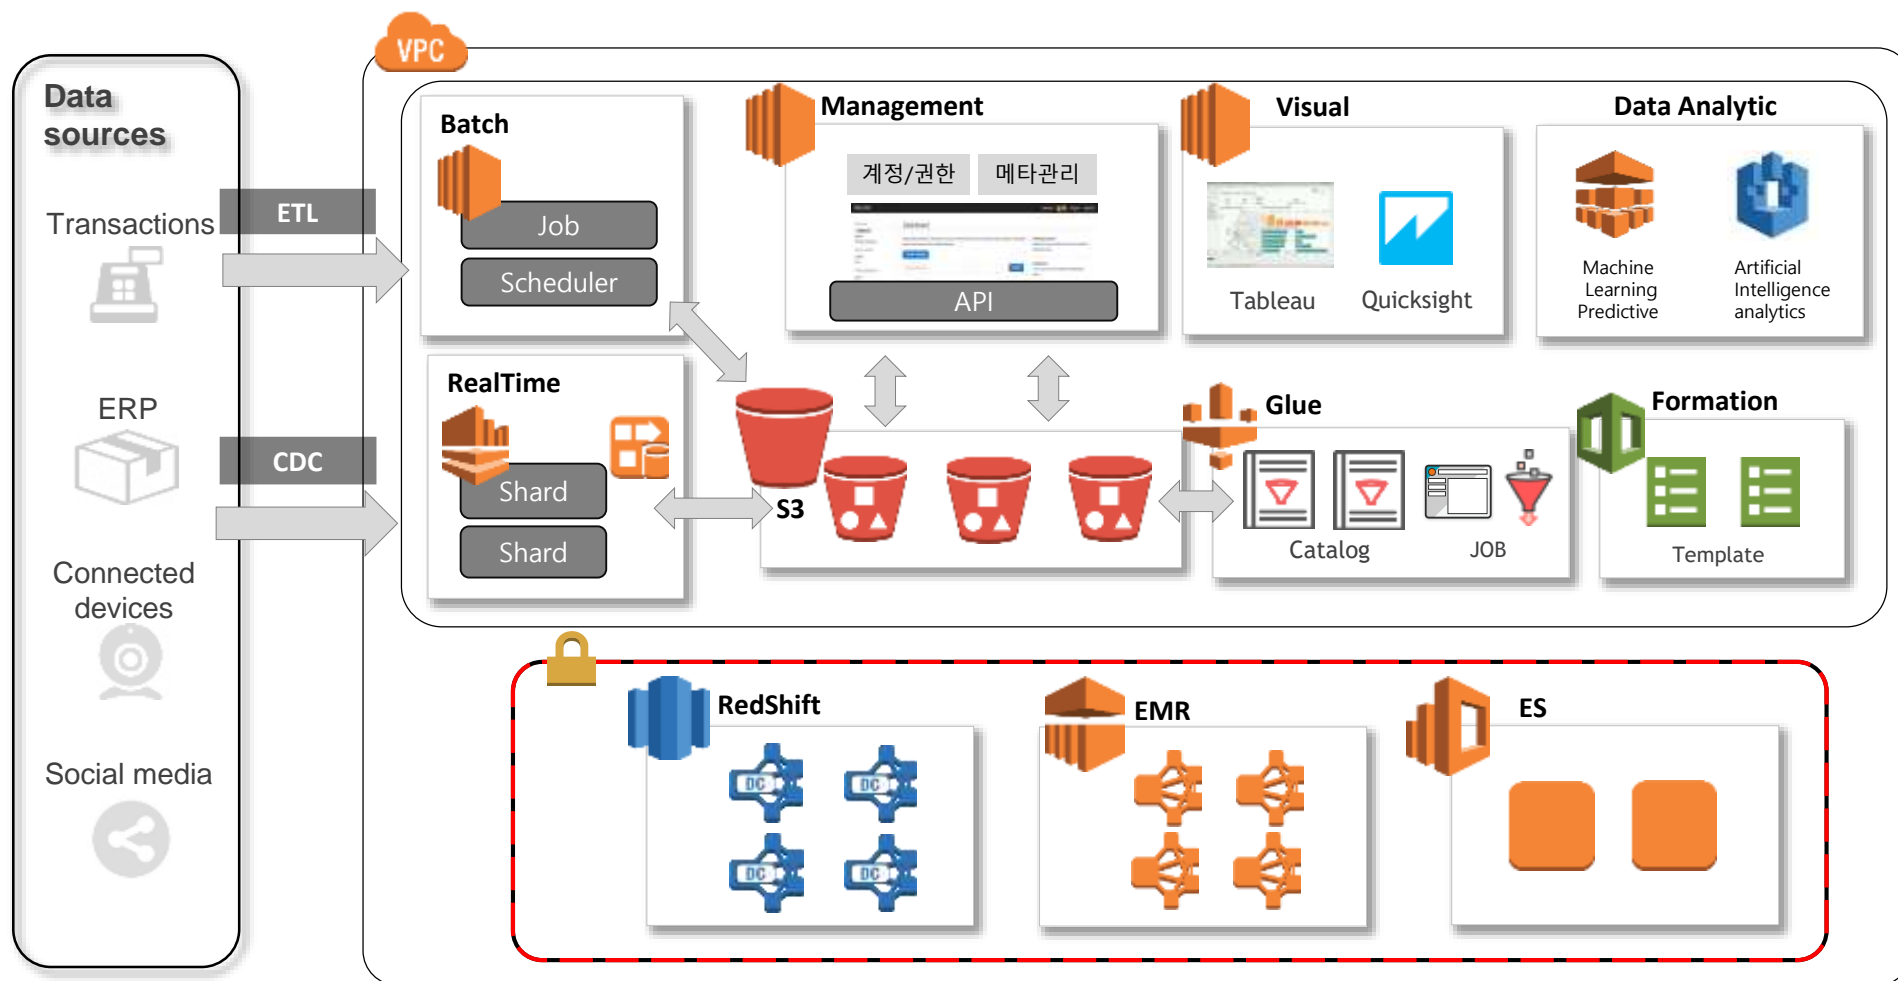 VPC
Data
sources
Transactions
ERP
Connected
devices
Social media
ETL
CDC
Batch
Job
Scheduler
RealTime
Shard
Shard
Management
계정/권한
메타관리
API
Visual
Tableau
Quicksight
Data Analytic
Machine
Learning
Predictive
Artificial
Intelligence
analytics
S3
Glue
Catalog
JOB
Formation
Template
RedShift
DC
DC
DC
DC
EMR
ES